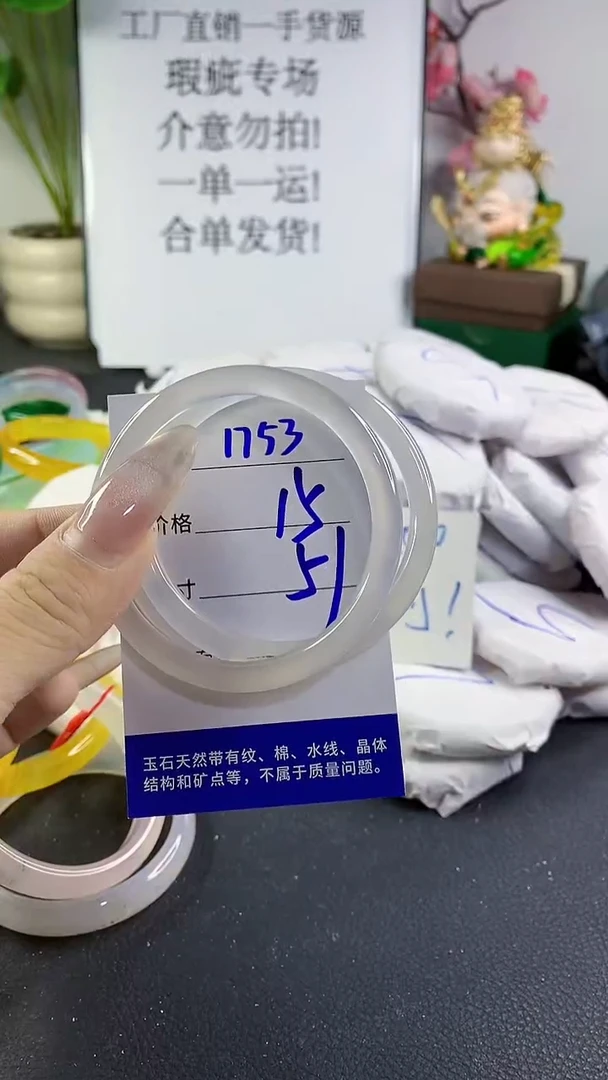 工厂直销一手货源
瑕疵专场
介意勿拍!
一单一运!
合单发货!
1753
价格 15
寸 51
玉石天然带有纹、棉、水线、晶体
结构和矿点等，不属于质量问题。